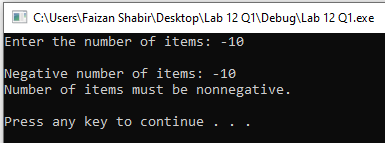 C:\Users\Faizan Shabir\Desktop\Lab 12 Q1\Debug\Lab 12 Q1.exe
Enter the number of items: -10
Negative number of items: -10
Number of items must be nonnegative.
Press any key to continue . . .